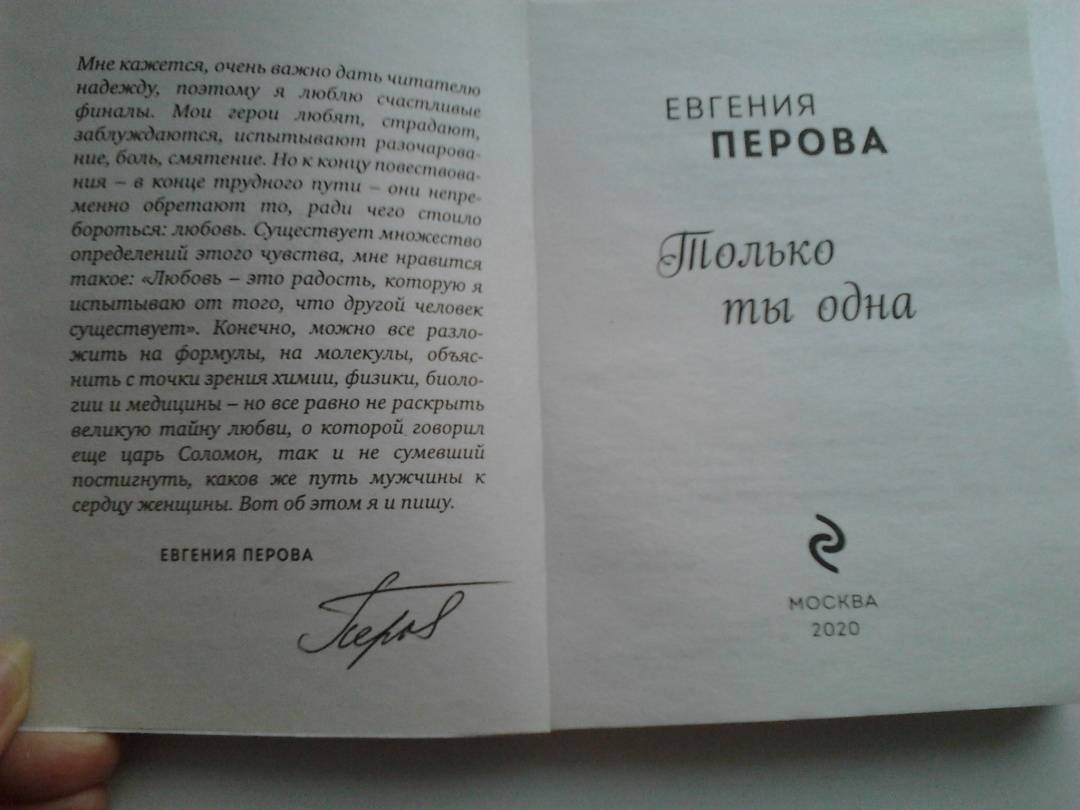 Мне кажется, очень важно дать читателю
надежду, поэтому я люблю счастливые
финалы. Мои герои любят, страдают,
заблуждаются, испытывают разочарова-
ние, боль, смятение. Но к концу повествова-
ния – в конце трудного пути – они непре-
менно обретают то, ради чего стоило
бороться: любовь. Существует множество
определений этого чувства, мне нравится
такое: «Любовь – это радость, которую я
испытываю от того, что другой человек
существует». Конечно, можно все разло-
жить на формулы, на молекулы, объяс-
нить с точки зрения химии, физики, биоло-
гии и медицины – но все равно не раскрыть
великую тайну любви, о которой говорил
еще царь Соломон, так и не сумевший
постигнуть, каков же путь мужчины к
сердцу женщины. Вот об этом я и пишу.
ЕВГЕНИЯ ПЕРОВА
Перов
ЕВГЕНИЯ
ПЕРОВА
Только
ты одна
МОСКВА
2020